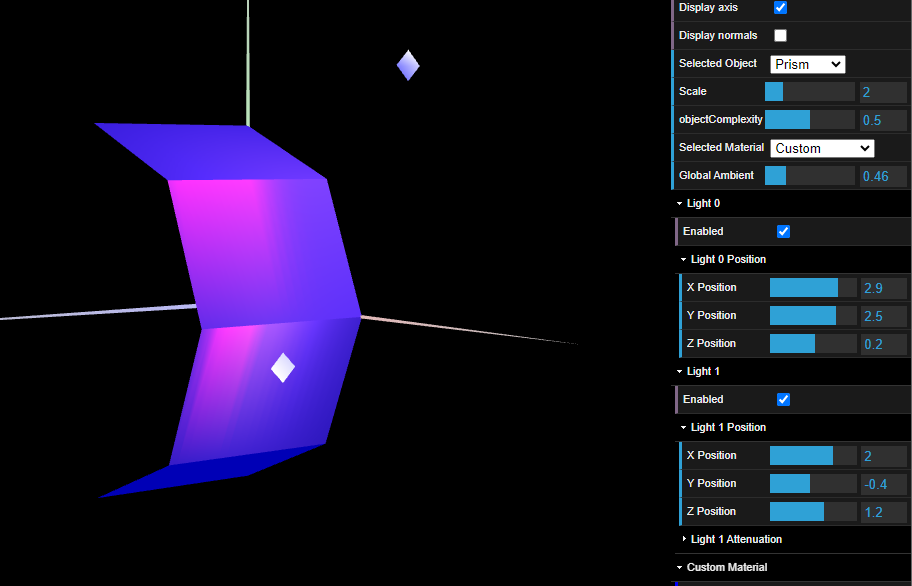 Display axis
Display normals
Selected Object Prism
Scale 2
objectComplexity 0.5
Selected Material Custom
Global Ambient 0.46
Light 0
Enabled
Light 0 Position
X Position 2.9
Y Position 2.5
Z Position 0.2
Light 1
Enabled
Light 1 Position
X Position 2
Y Position -0.4
Z Position 1.2
Light 1 Attenuation
Custom Material